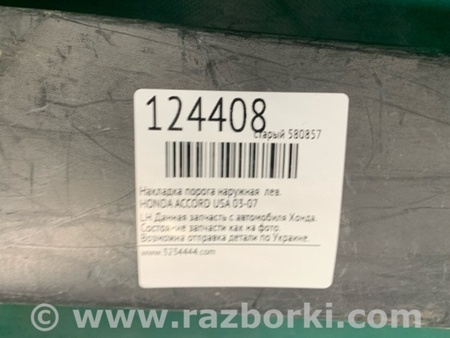 124408
старый 580857
Накладка порога наружная лев.
HONDA ACCORD USA 03-07
LH Данная запчасть с автомобиля Хонда.
Состояние запчасти как на фото.
Возможна отправка детали по Украине.
www.5254444.com
www.razborki.com